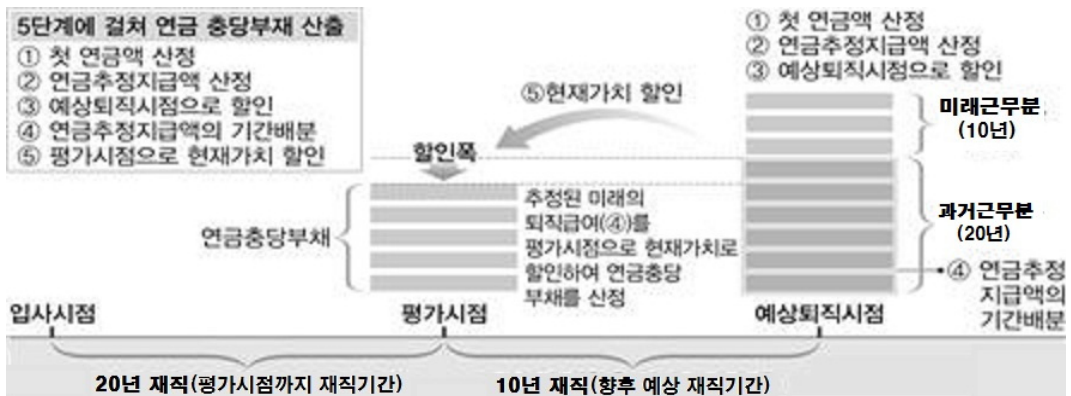 5단계에 걸쳐 연금 충당부재 산출
① 첫 연금액 산정
② 연금추정지급액 산정
③ 예상퇴직시점으로 할인
④ 연금추정지급액의 기간배분
⑤ 평가시점으로 현재가치 할인
① 첫 연금액 산정
② 연금추정지급액 산정
③ 예상퇴직시점으로 할인
⑤현재가치 할인
미래근무분
(10년)
할인폭
연금충당부채
추정된 미래의
퇴직급여(④)를
평가시점으로 현재가치로
할인하여 연금충당
부채를 산정
과거근무분
(20년)
④ 연금추정
지급액의
기간배분
입사시점
평가시점
예상퇴직시점
20년 재직(평가시점까지 재직기간)
10년 재직(향후 예상 재직기간)